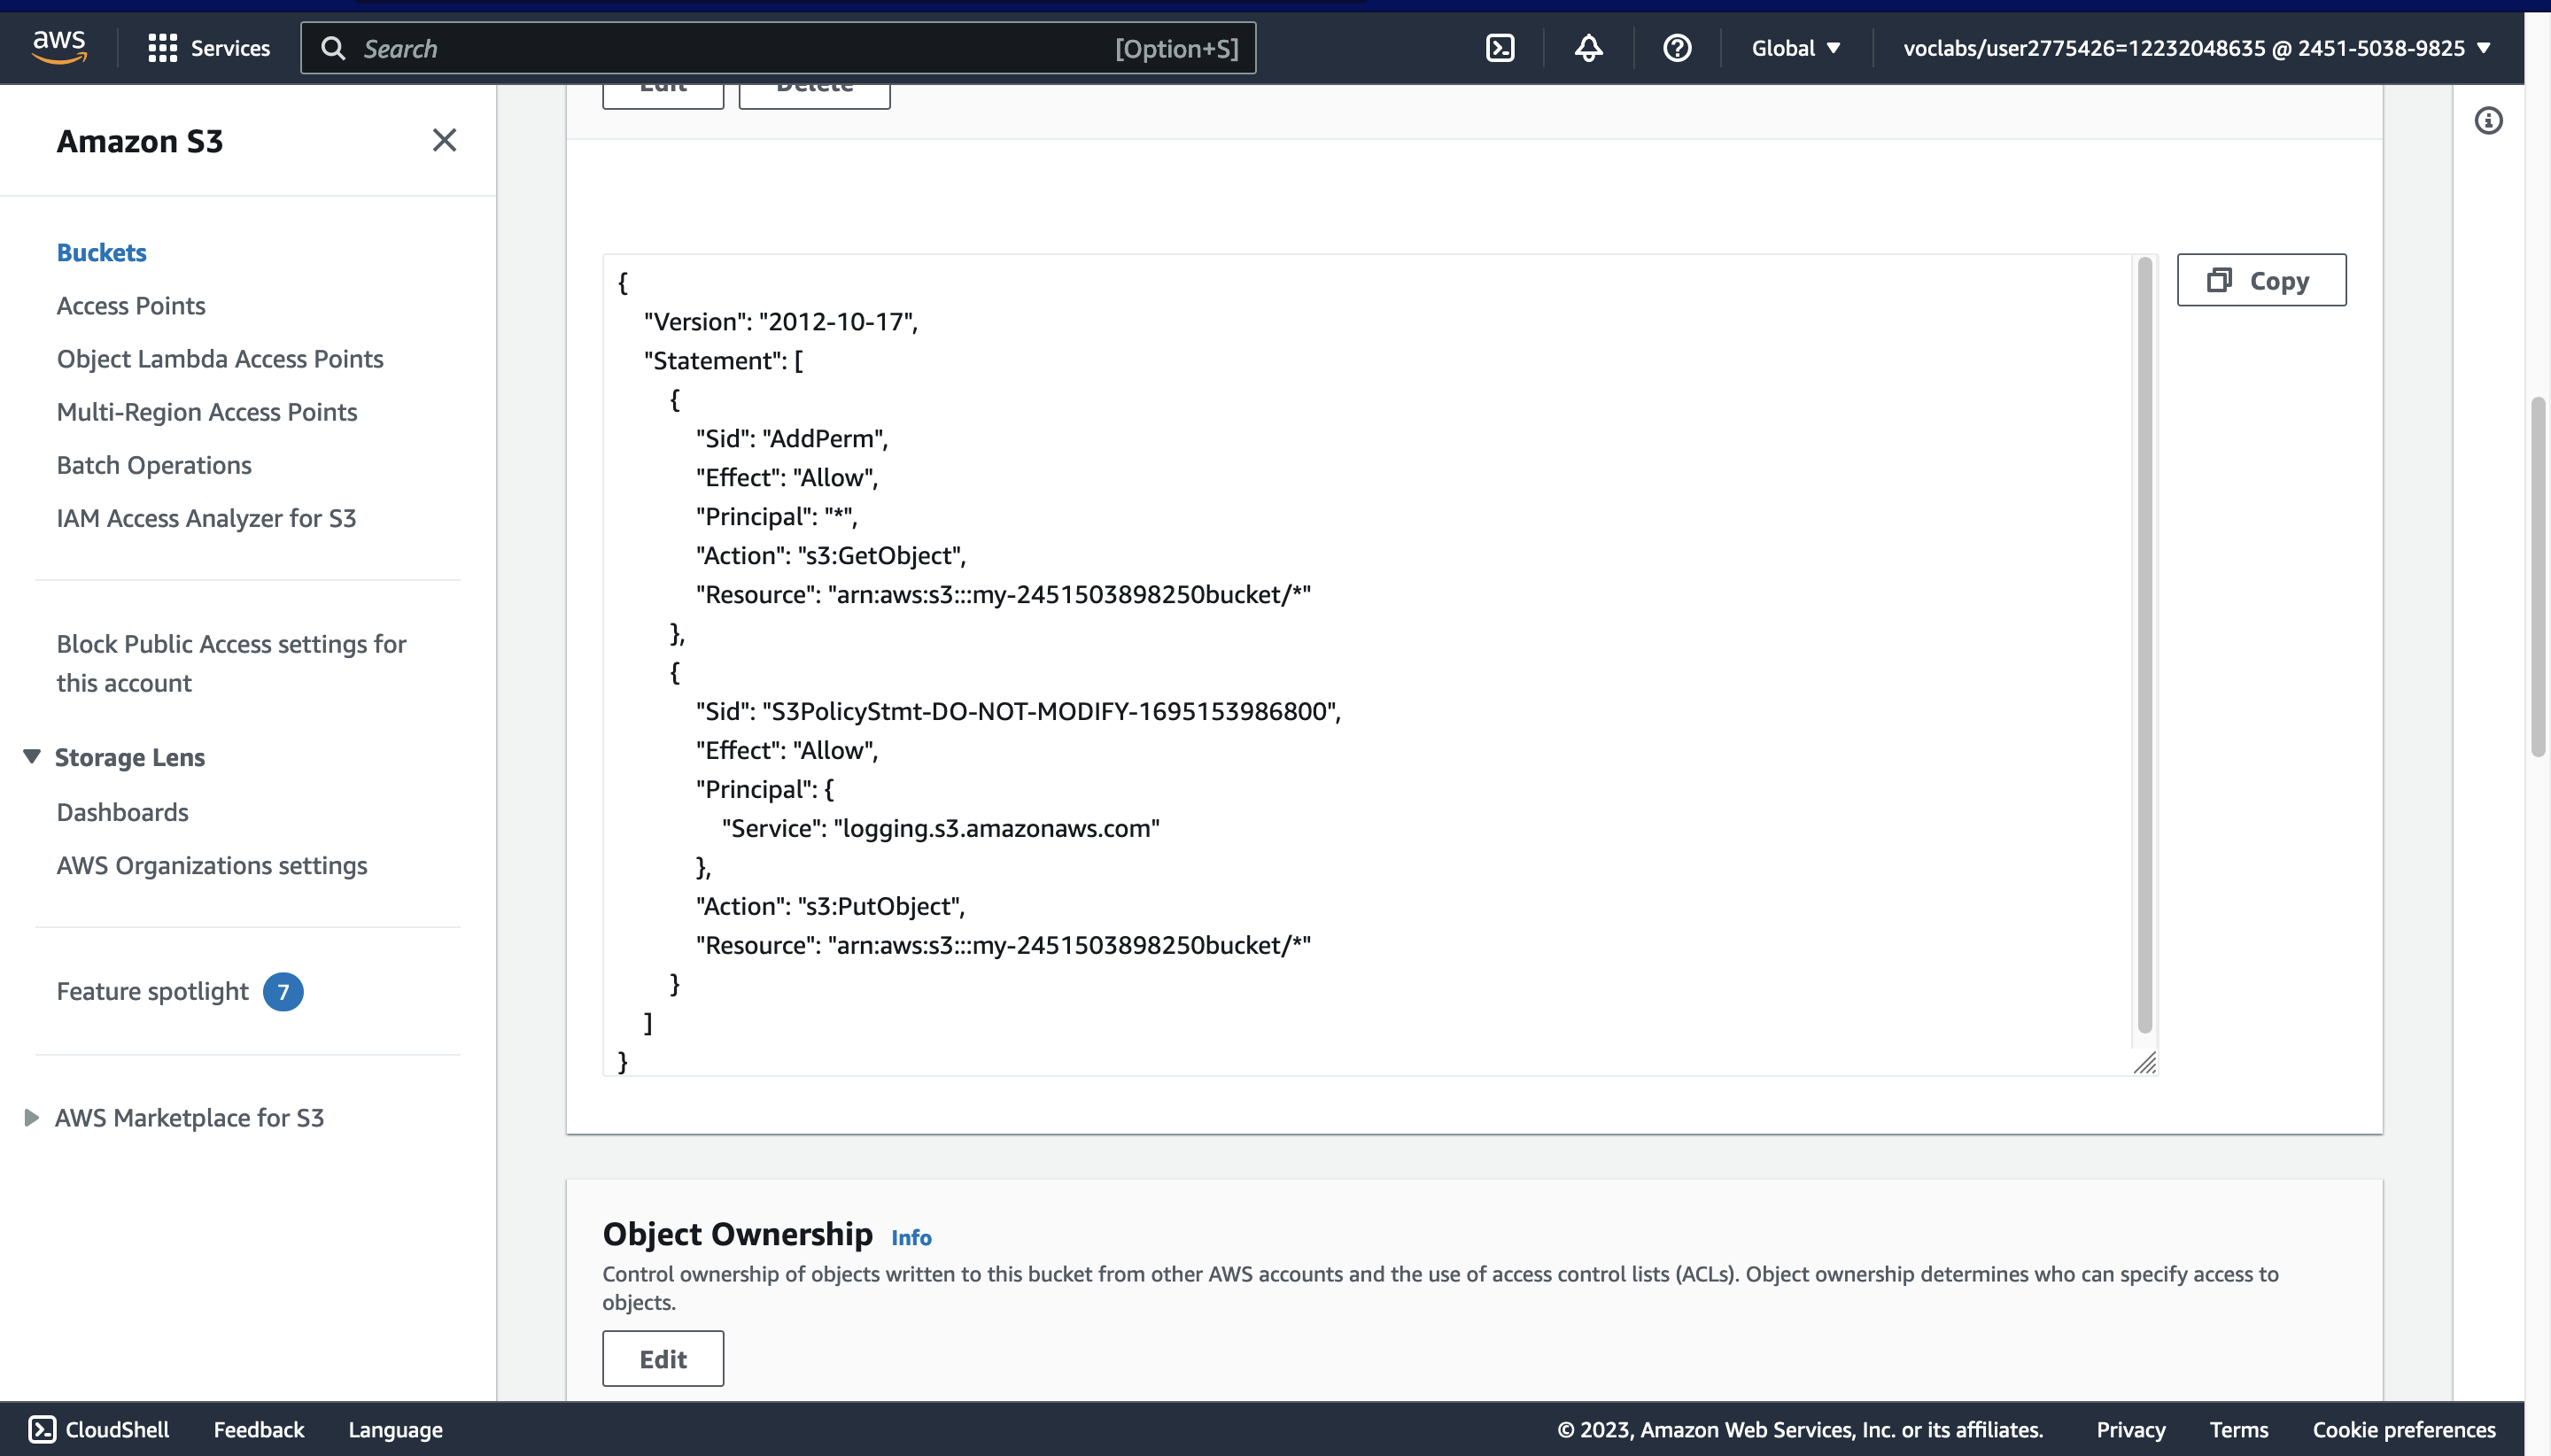 aws
Services
Search
[Option+S]
Global
voclabs/user2775426=12232048635 @ 2451-5038-9825
Edit
Delete
Amazon S3
Buckets
Access Points
Object Lambda Access Points
Multi-Region Access Points
Batch Operations
IAM Access Analyzer for S3
Block Public Access settings for
this account
Storage Lens
Dashboards
AWS Organizations settings
Feature spotlight 7
AWS Marketplace for S3
{
"Version": "2012-10-17",
"Statement": [
{
"Sid": "AddPerm",
"Effect": "Allow",
"Principal": "*",
"Action": "s3:GetObject",
"Resource": "arn:aws:s3:::my-2451503898250bucket/*"
},
{
"Sid": "S3PolicyStmt-DO-NOT-MODIFY-1695153986800",
"Effect": "Allow",
"Principal": {
"Service": "logging.s3.amazonaws.com"
},
"Action": "s3:PutObject",
"Resource": "arn:aws:s3:::my-2451503898250bucket/*"
}
]
}
Copy
Object Ownership Info
Control ownership of objects written to this bucket from other AWS accounts and the use of access control lists (ACLs). Object ownership determines who can specify access to
objects.
Edit
CloudShell
Feedback
Language
© 2023, Amazon Web Services, Inc. or its affiliates.
Privacy
Terms
Cookie preferences